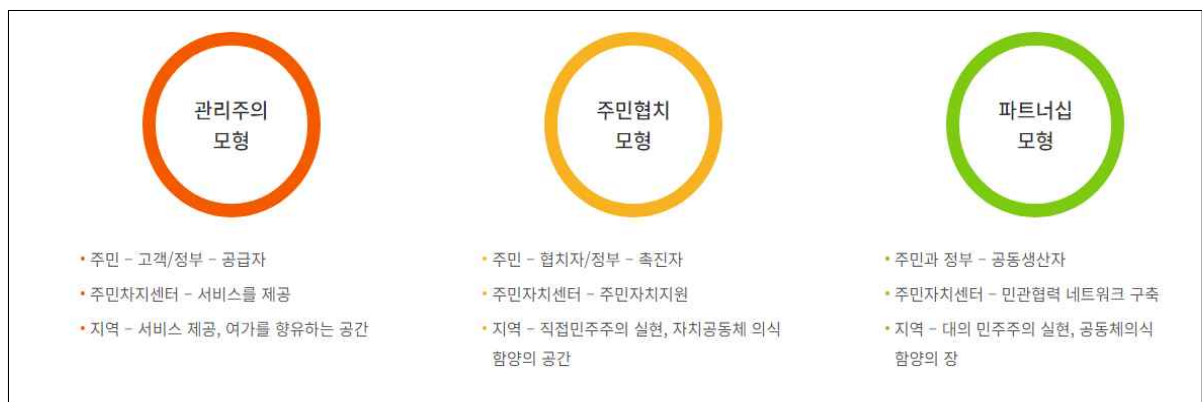 관리주의
모형
• 주민 – 고객/정부 – 공급자
• 주민차지센터 – 서비스를 제공
• 지역 – 서비스 제공, 여가를 향유하는 공간
주민협치
모형
• 주민 – 협치자/정부 – 촉진자
• 주민자치센터 – 주민자치지원
• 지역 – 직접민주주의 실현, 자치공동체 의식
함양의 공간
파트너십
모형
• 주민과 정부 – 공동생산자
• 주민자치센터 – 민관협력 네트워크 구축
• 지역 – 대의 민주주의 실현, 공동체의식
함양의 장